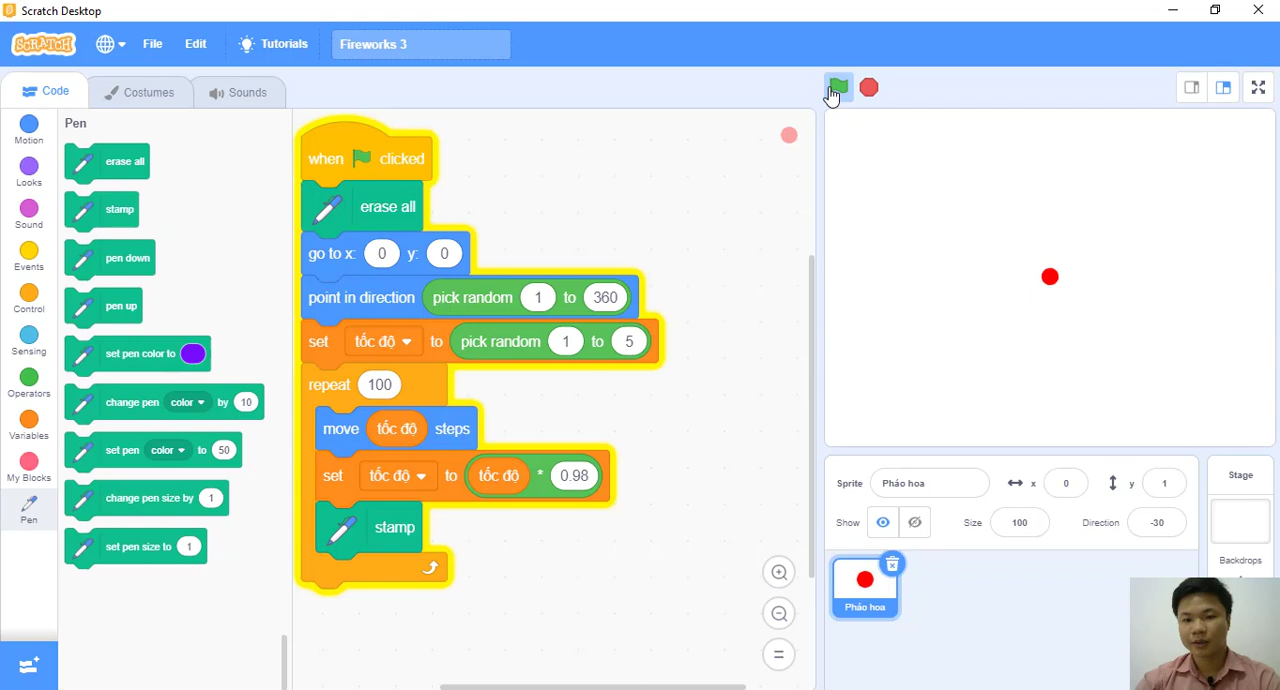 Scratch Desktop
SCRATCH File Edit Tutorials Fireworks 3
Code Costumes Sounds
Motion
Looks
Sound
Events
Control
Sensing
Operators
Variables
My Blocks
Pen
Pen
erase all
stamp
pen down
pen up
set pen color to
change pen color by 10
set pen color to 50
change pen size by 1
set pen size to 1
when clicked
erase all
go to x: 0 y: 0
point in direction pick random 1 to 360
set tốc độ to pick random 1 to 5
repeat 100
move tốc độ steps
set tốc độ to tốc độ * 0.98
stamp
Sprite Pháo hoa x 0 y 1
Show Size 100 Direction -30
Pháo hoa
Stage
Backdrops